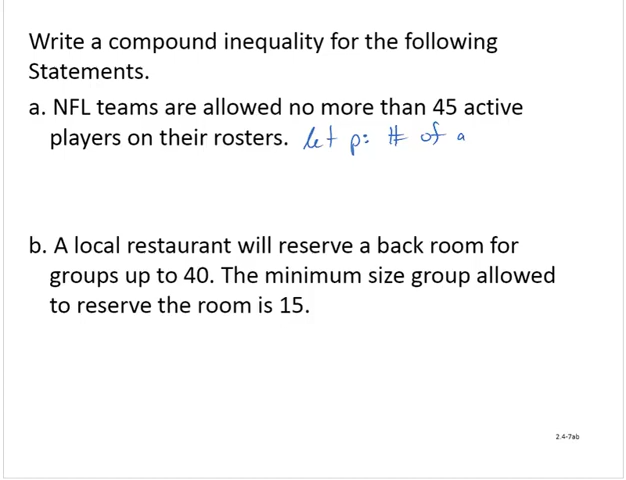 Write a compound inequality for the following
Statements.
a. NFL teams are allowed no more than 45 active
players on their rosters. let p: # of a
b. A local restaurant will reserve a back room for
groups up to 40. The minimum size group allowed
to reserve the room is 15.
2.4-7ab